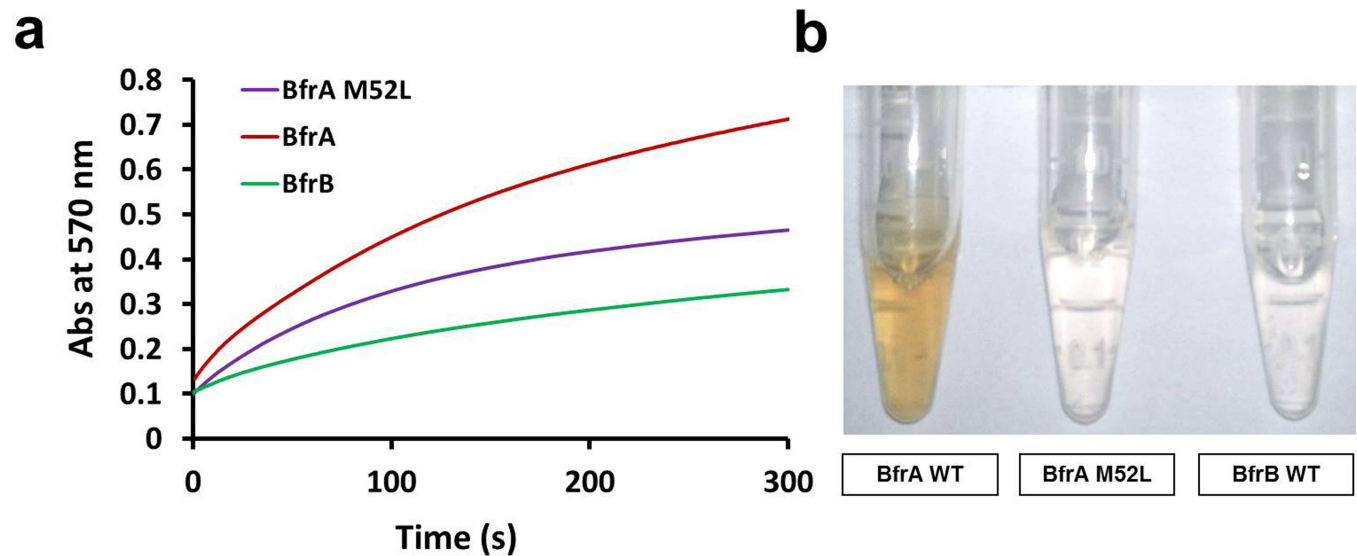 a
b
0.8
0.7
0.6
0.5
0.4
0.3
0.2
0.1
0
Abs at 570 nm
BfrA M52L
BfrA
BfrB
0
100
200
300
Time (s)
BfrA WT
BfrA M52L
BfrB WT